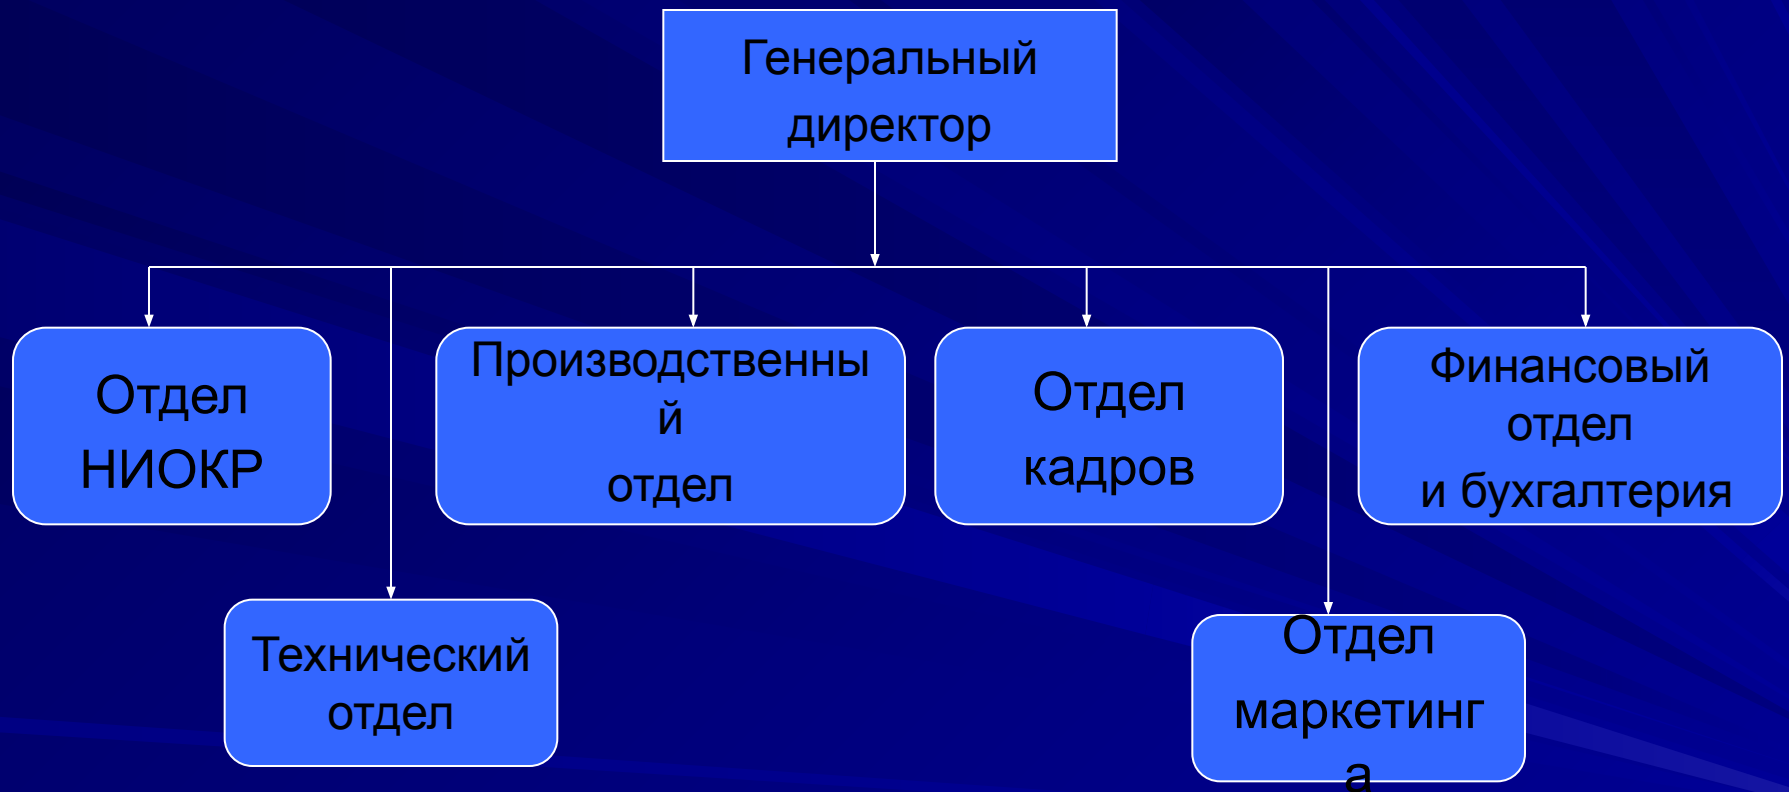 Генеральный
директор
Отдел
НИОКР
Производственны
й
отдел
Отдел
кадров
Финансовый
отдел
и бухгалтерия
Технический
отдел
Отдел
маркетинг
а